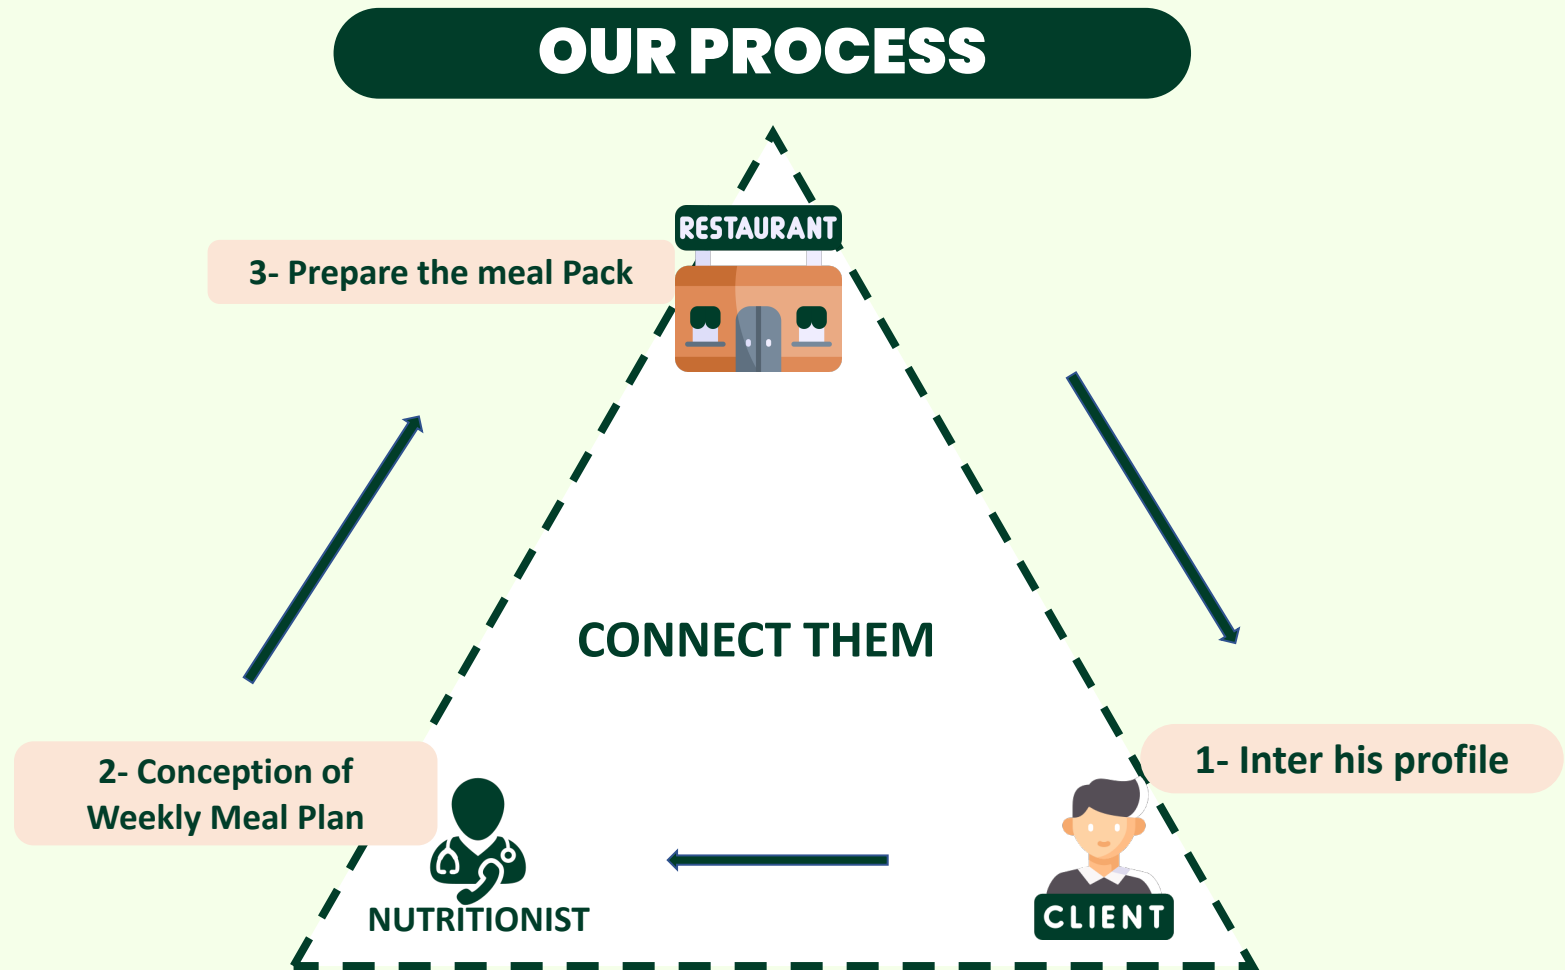 OUR PROCESS
RESTAURANT
3- Prepare the meal Pack
CONNECT THEM
1- Inter his profile
2- Conception of
Weekly Meal Plan
NUTRITIONIST
CLIENT